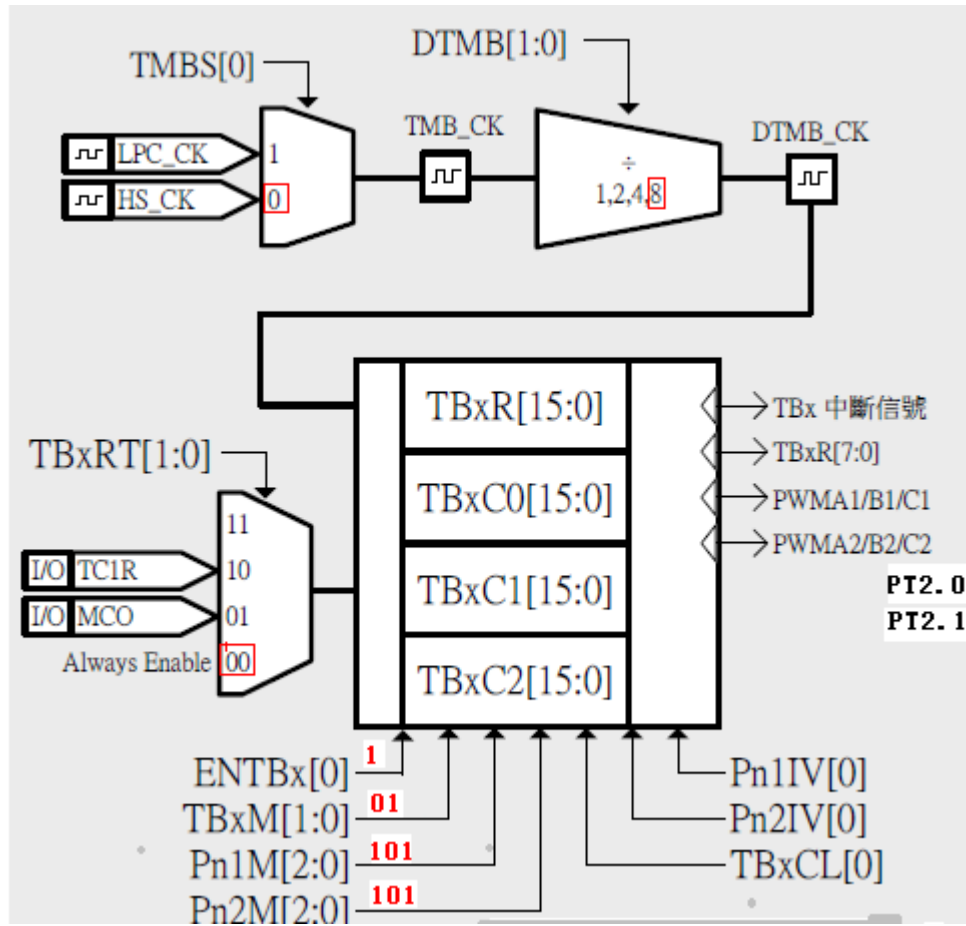 TMBS[0]
DTMB[1:0]
LPC_CK
1
HS_CK
0
TMB_CK
÷
1,2,4,8
DTMB_CK
TBxRT[1:0]
11
I/O TC1R
10
I/O MCO
01
Always Enable
00
TBxR[15:0]
TBxC0[15:0]
TBxC1[15:0]
TBxC2[15:0]
TBx 中斷信號
TBxR[7:0]
PWMA1/B1/C1
PWMA2/B2/C2
PT2.0
PT2.1
ENTBx[0]
1
TBxM[1:0]
01
Pn1M[2:0]
101
Pn2M[2:0]
101
Pn1IV[0]
Pn2IV[0]
TBxCL[0]